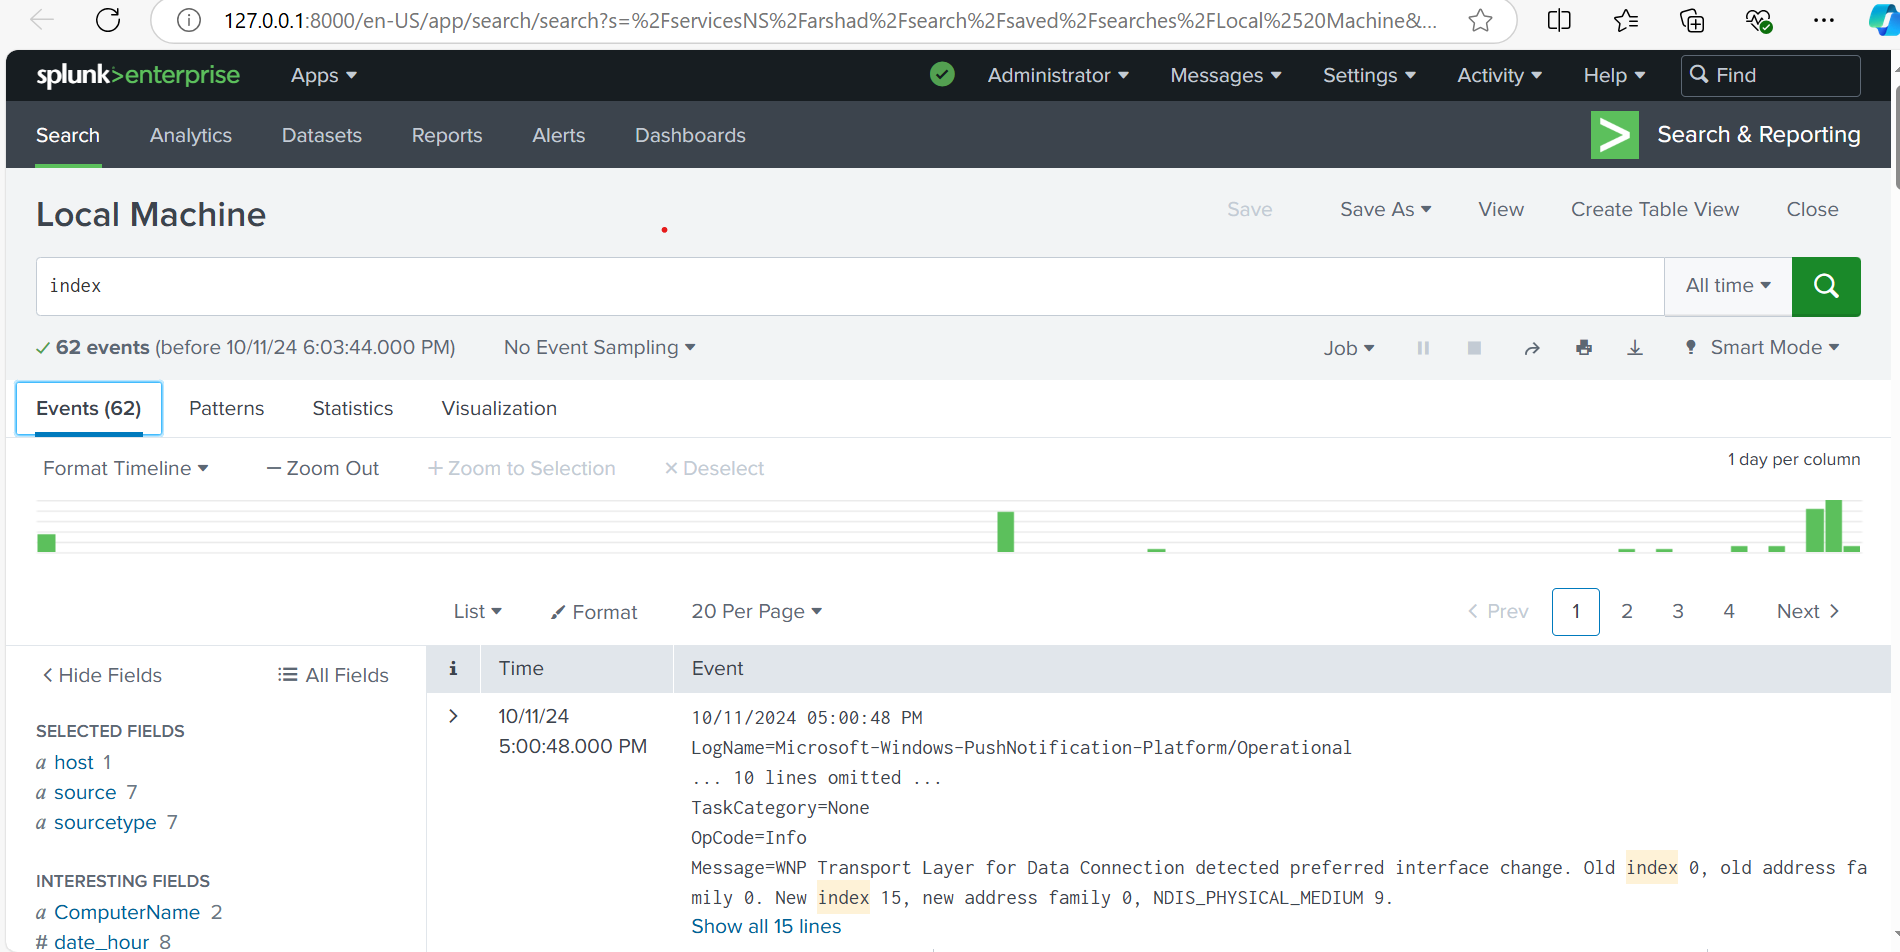 127.0.0.1:8000/en-US/app/search/search?s=%2FservicesNS%2Farshad%2Fsearch%2Fsaved%2Fsearches%2FLocal%2520Machine&...
splunk>enterprise Apps Administrator Messages Settings Activity Help Find
Search Analytics Datasets Reports Alerts Dashboards Search & Reporting
Local Machine Save Save As View Create Table View Close
index All time
62 events (before 10/11/24 6:03:44.000 PM) No Event Sampling Job Smart Mode
Events (62) Patterns Statistics Visualization
Format Timeline — Zoom Out + Zoom to Selection × Deselect 1 day per column
List Format 20 Per Page < Prev 1 2 3 4 Next >
< Hide Fields All Fields i Time Event
SELECTED FIELDS
a host 1
a source 7
a sourcetype 7
INTERESTING FIELDS
a ComputerName 2
# date_hour 8
> 10/11/24
5:00:48.000 PM
10/11/2024 05:00:48 PM
LogName=Microsoft-Windows-PushNotification-Platform/Operational
... 10 lines omitted ...
TaskCategory=None
OpCode=Info
Message=WNP Transport Layer for Data Connection detected preferred interface change. Old index 0, old address fa
mily 0. New index 15, new address family 0, NDIS_PHYSICAL_MEDIUM 9.
Show all 15 lines